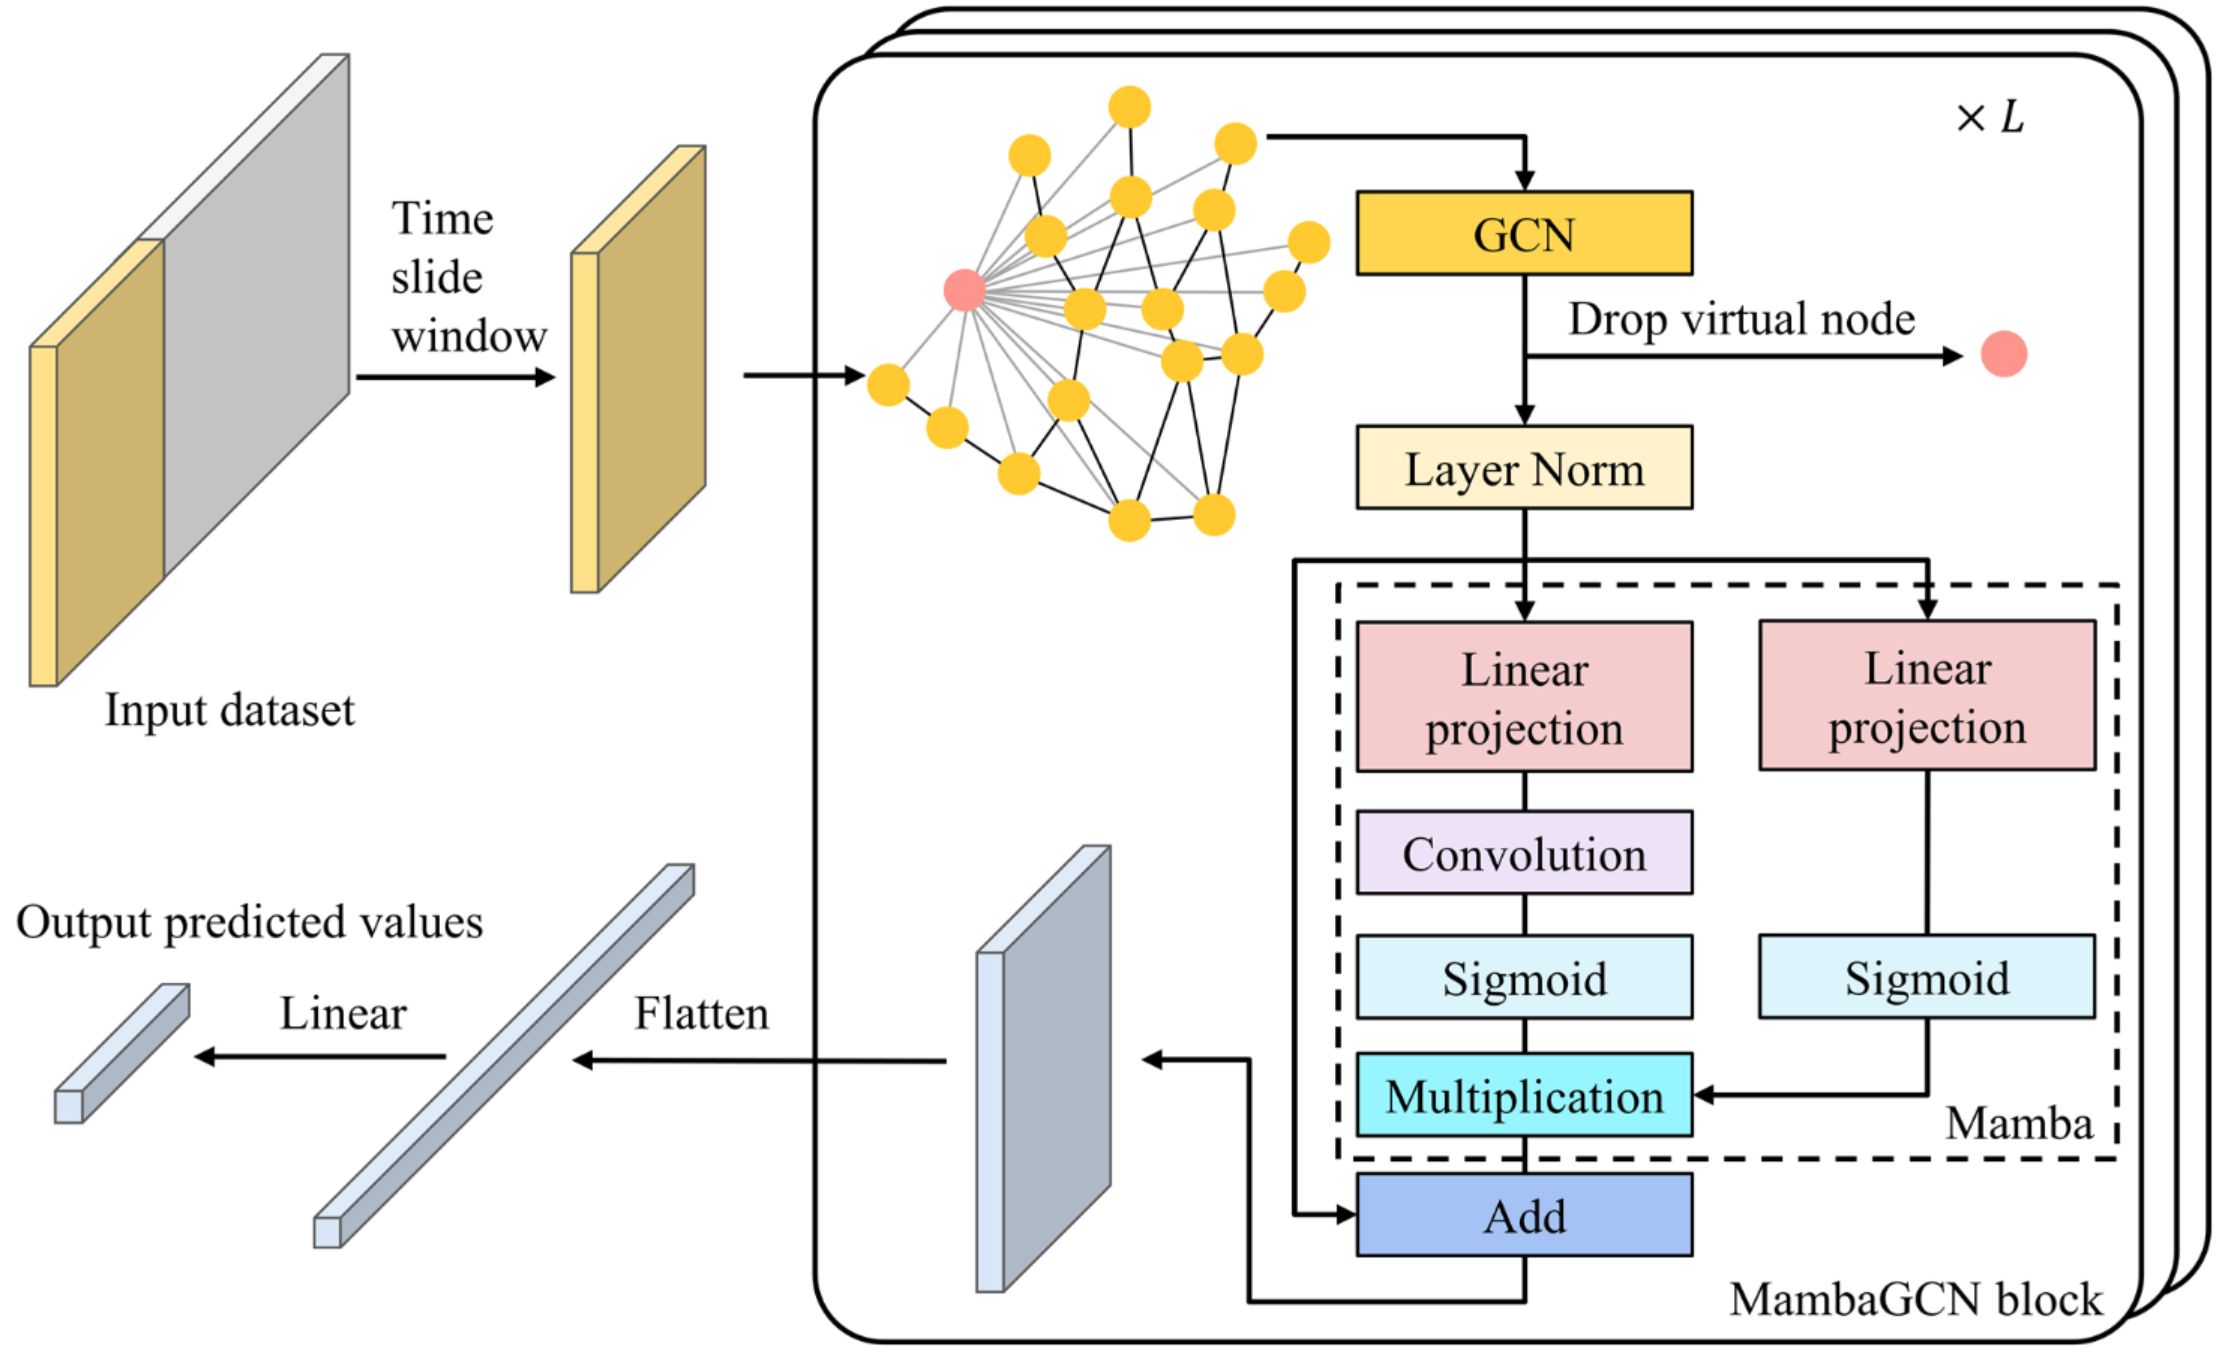 × L
Time
slide
window
GCN
Drop virtual node
Layer Norm
Input dataset
Linear
projection
Linear
projection
Convolution
Sigmoid
Sigmoid
Multiplication
Mamba
Add
MambaGCN block
Flatten
Linear
Output predicted values